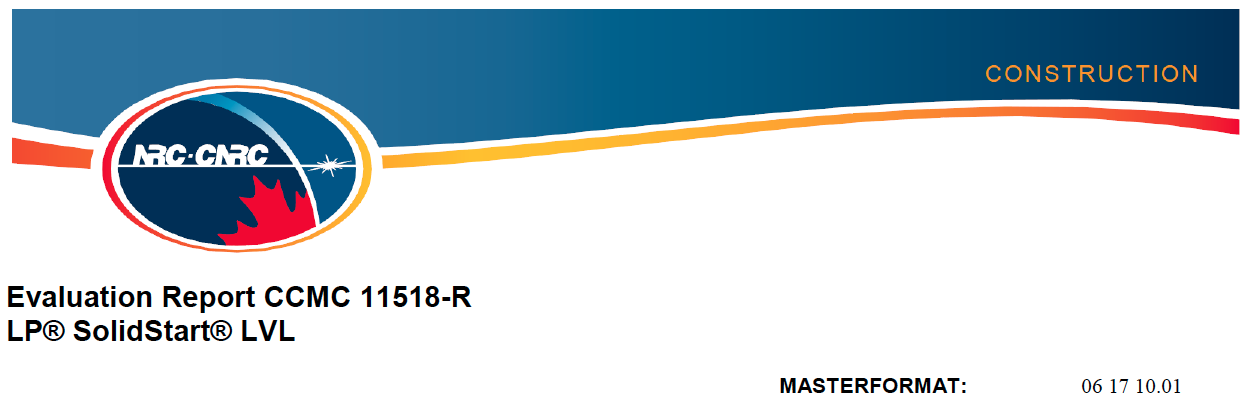 CONSTRUCTION
NRC·CNRC
Evaluation Report CCMC 11518-R
LP® SolidStart® LVL
MASTERFORMAT: 06 17 10.01